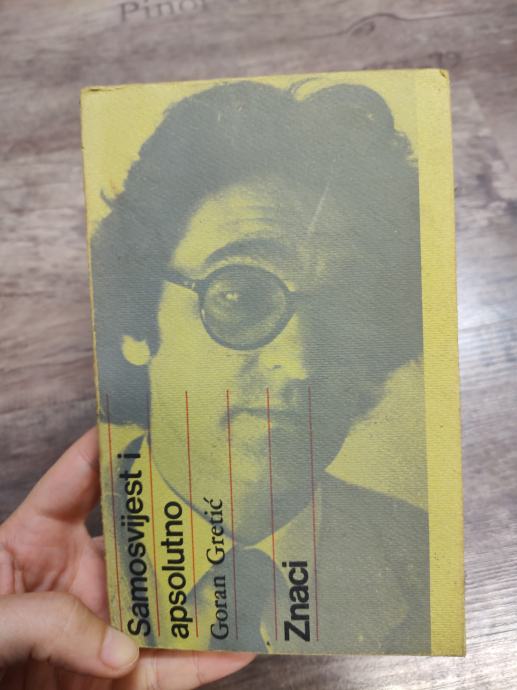 Samosvijest i
apsolutno
Goran Gretić
Znaci